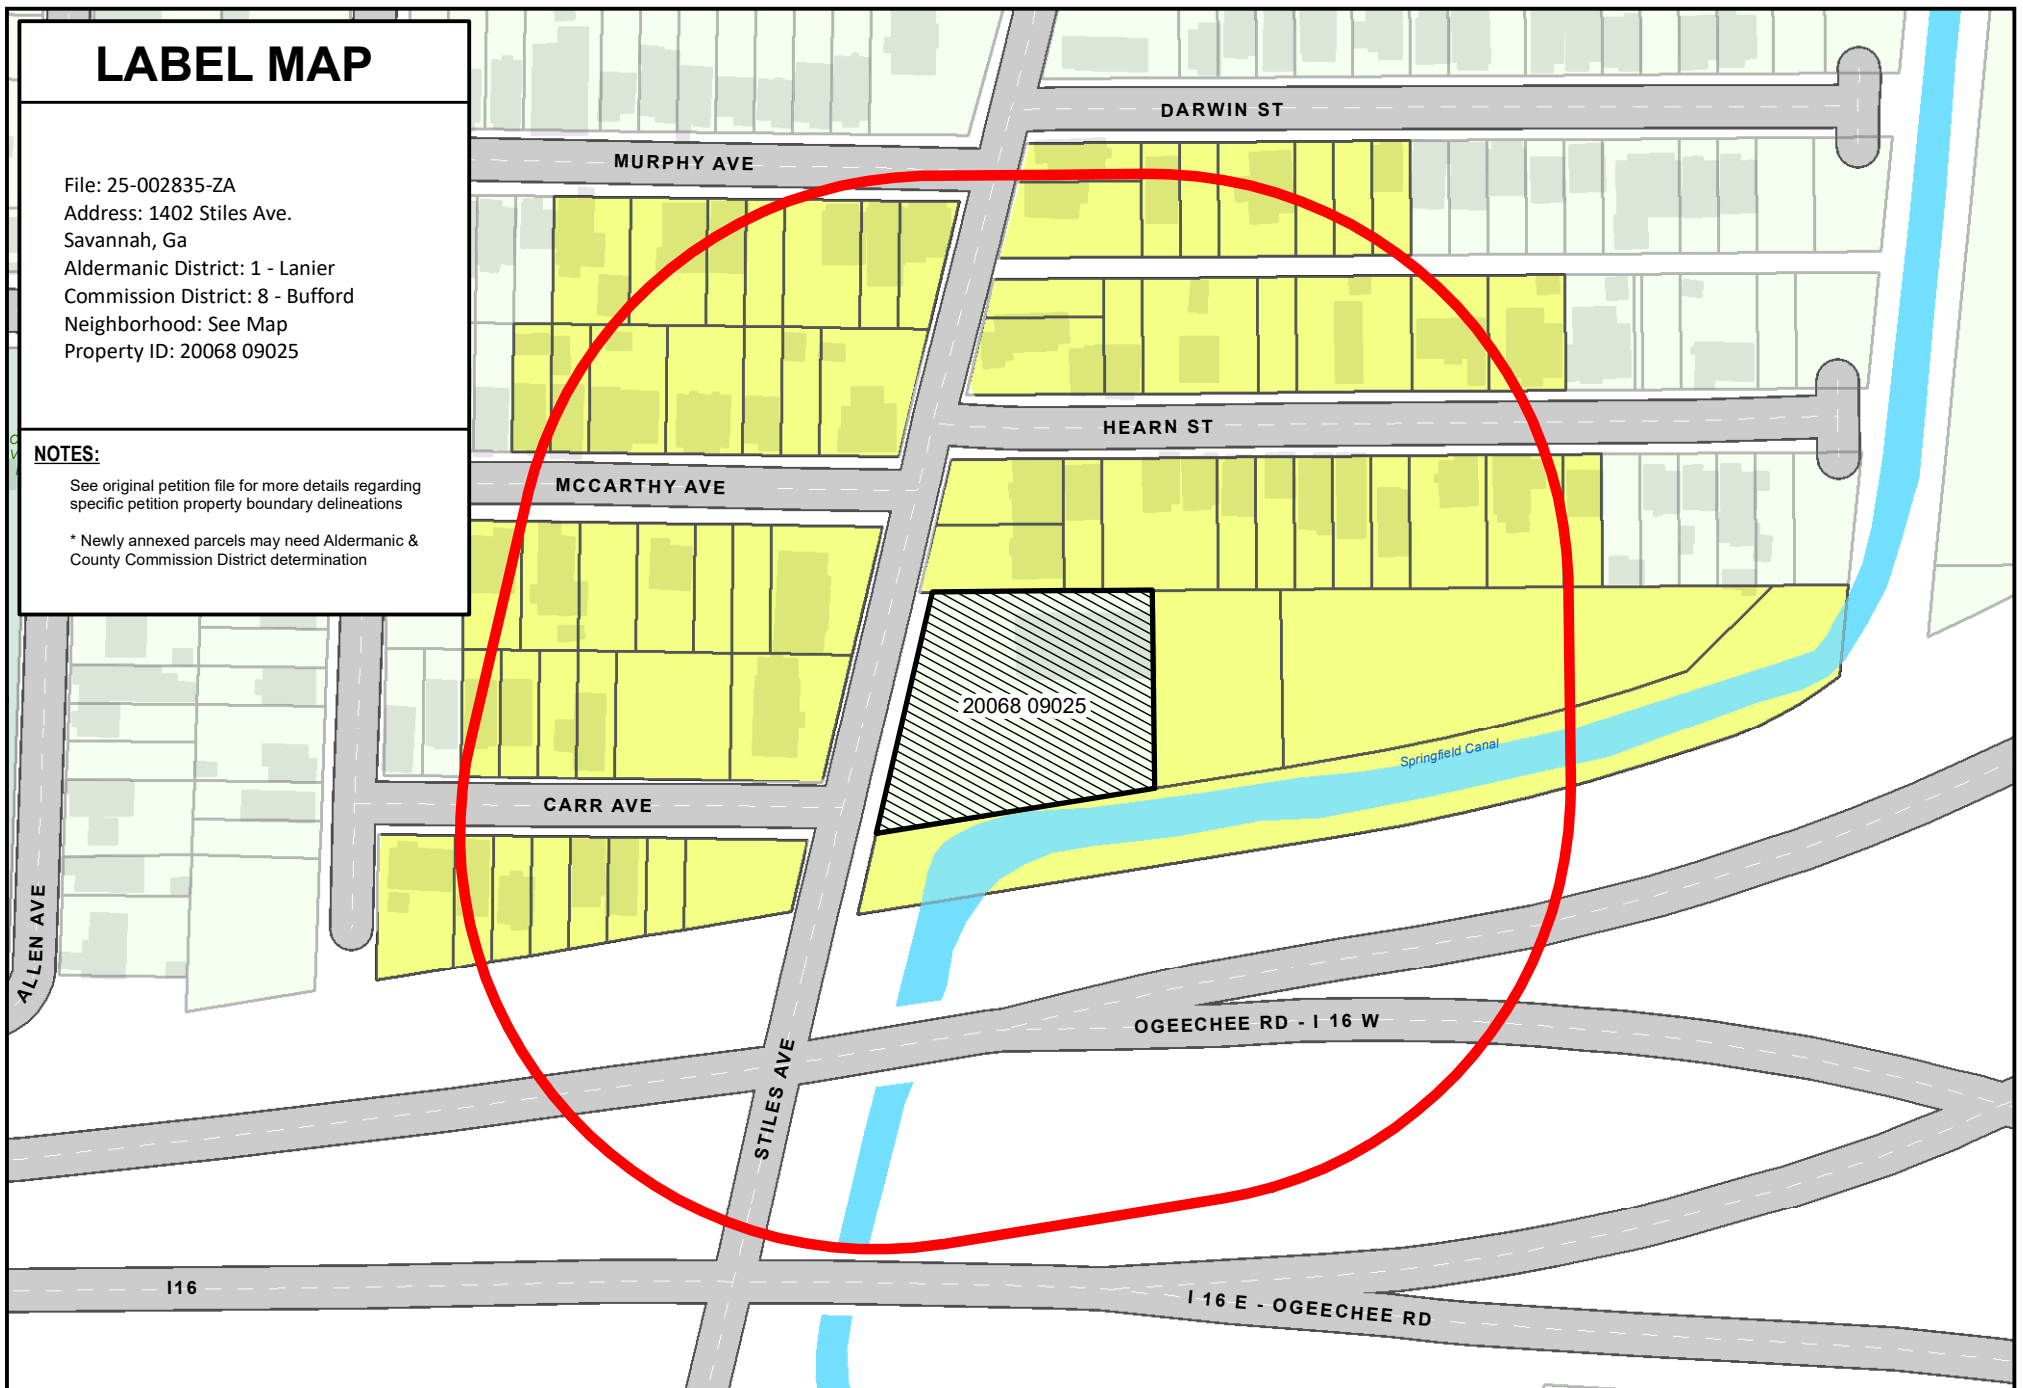 LABEL MAP
File: 25-002835-ZA
Address: 1402 Stiles Ave.
Savannah, Ga
Aldermanic District: 1 - Lanier
Commission District: 8 - Bufford
Neighborhood: See Map
Property ID: 20068 09025
NOTES:
See original petition file for more details regarding
specific petition property boundary delineations
* Newly annexed parcels may need Aldermanic &
County Commission District determination
DARWIN ST
MURPHY AVE
HEARN ST
MCCARTHY AVE
20068 09025
Springfield Canal
CARR AVE
ALLEN AVE
OGEECHEE RD - I 16 W
STILES AVE
I16
I 16 E - OGEECHEE RD